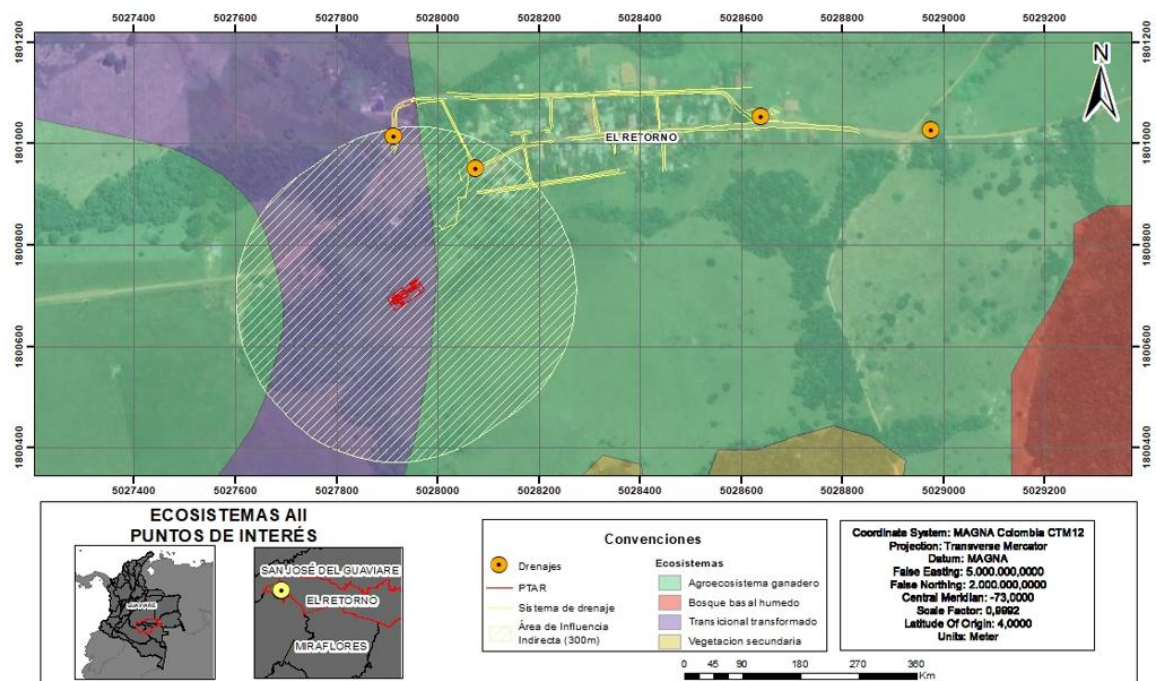 5027400 5027600 5027800 5028000 5028200 5028400 5028600 5028800 5029000 5029200
1801200 1801200
N
1801000 1801000
EL RETORNO
1800800 1800800
1800600 1800600
1800400 1800400
5027400 5027600 5027800 5028000 5028200 5028400 5028600 5028800 5029000 5029200
ECOSISTEMAS AII
PUNTOS DE INTERÉS
GUAVIARE
SAN JOSÉ DEL GUAVIARE
EL RETORNO
MIRAFLORES
Convenciones
Drenajes
PTAR
Sistema de drenaje
Área de Influencia
Indirecta (300m)
Ecosistemas
Agroecosistema ganadero
Bosque basal humedo
Transicional transformado
Vegetacion secundaria
0 45 90 180 270 360
Km
Coordinate System: MAGNA Colombia CTM12
Projection: Transverse Mercator
Datum: MAGNA
False Easting: 5.000.000,0000
False Northing: 2.000.000,0000
Central Meridian: -73,0000
Scale Factor: 0,9992
Latitude Of Origin: 4,0000
Units: Meter